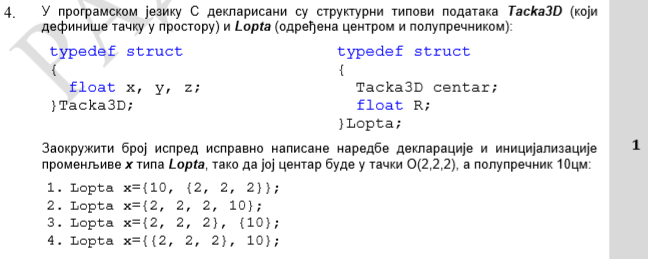 4. У програмском језику C декларисани су структурни типови података Tacka3D (који
дефинише тачку у простору) и Lopta (одређена центром и полупречником):
typedef struct
{
float x, y, z;
}Tacka3D;
typedef struct
{
Tacka3D centar;
float R;
}Lopta;
Заокружити број испред исправно написане наредбе декларације и иницијализације
променљиве x типа Lopta, тако да јој центар буде у тачки О(2,2,2), а полупречник 10цм:
1. Lopta x={10, {2, 2, 2}};
2. Lopta x={2, 2, 2, 10};
3. Lopta x={2, 2, 2}, {10};
4. Lopta x={{2, 2, 2}, 10};
1